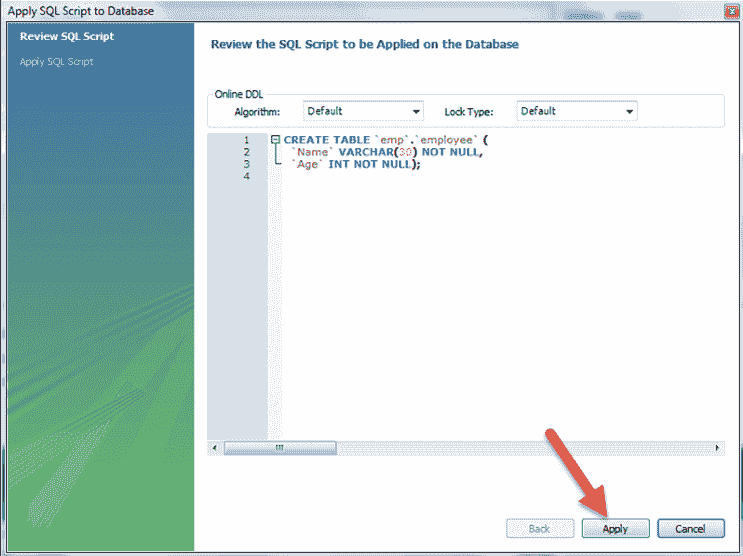 Apply SQL Script to Database
Review SQL Script
Apply SQL Script
Review the SQL Script to be Applied on the Database
Online DDL
Algorithm: Default Lock Type: Default
1 CREATE TABLE `emp`.`employee` (
2 `Name` VARCHAR(30) NOT NULL,
3 `Age` INT NOT NULL);
4
Back Apply Cancel